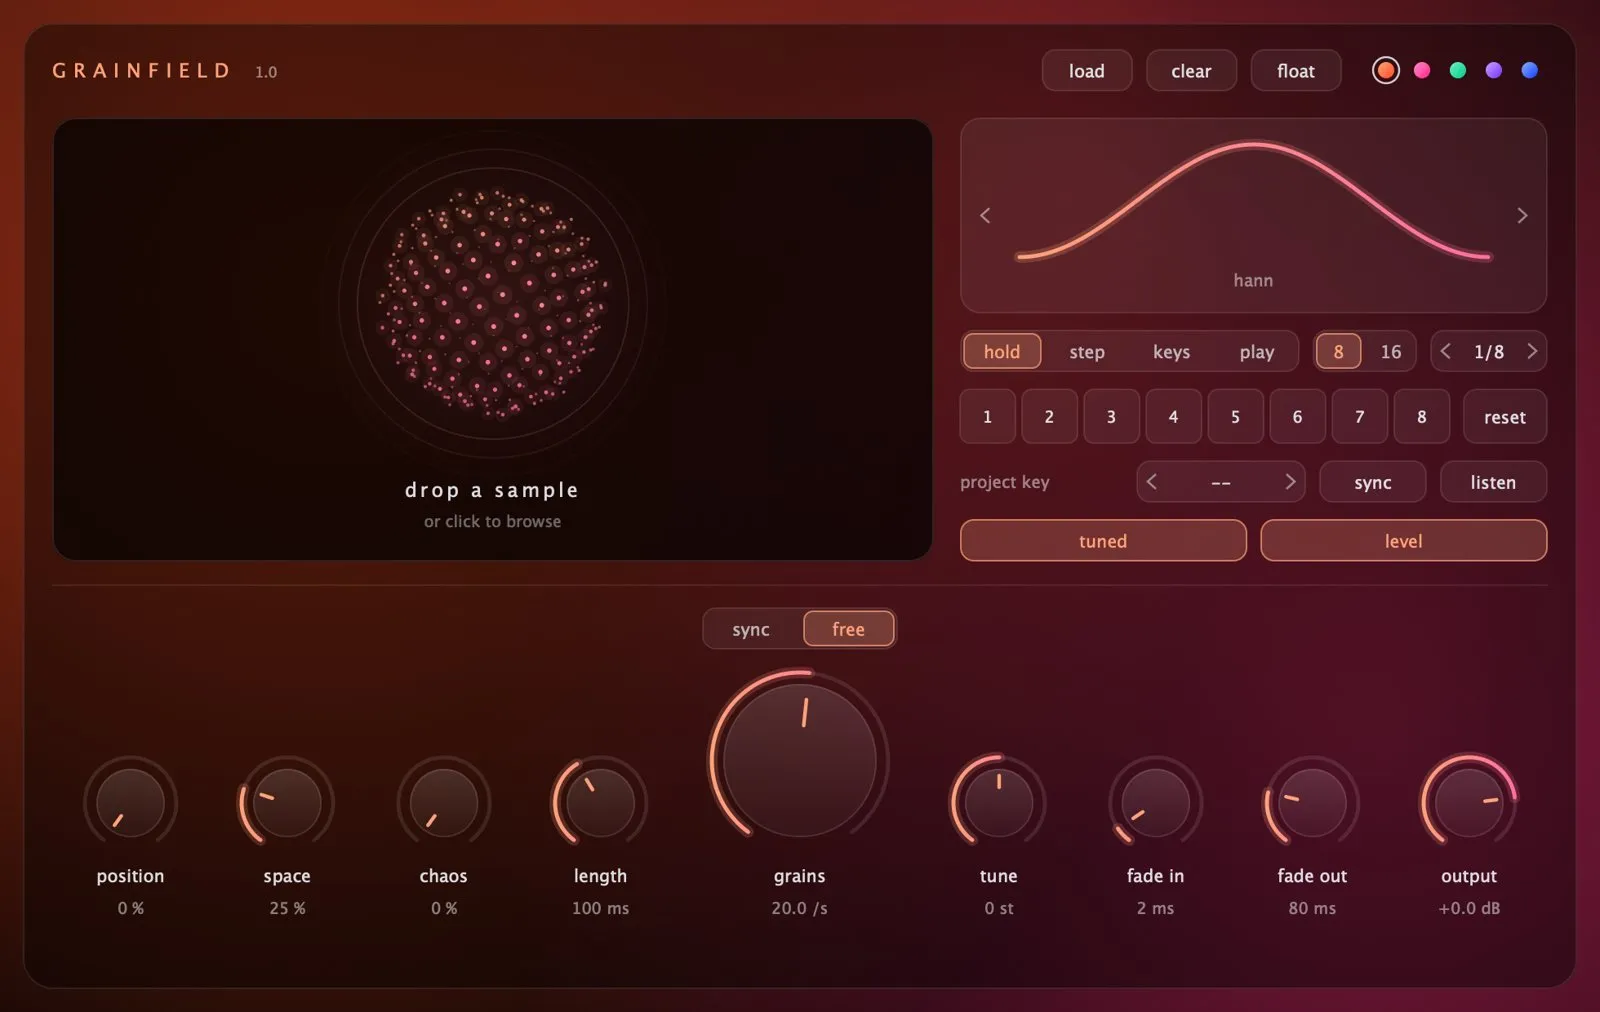 GRAINFIELD 1.0
load clear float
hann
hold step keys play 8 16 1/8
1 2 3 4 5 6 7 8 reset
project key -- sync listen
tuned level
drop a sample
or click to browse
sync free
position space chaos length grains tune fade in fade out output
0 % 25 % 0 % 100 ms 20.0 /s 0 st 2 ms 80 ms +0.0 dB